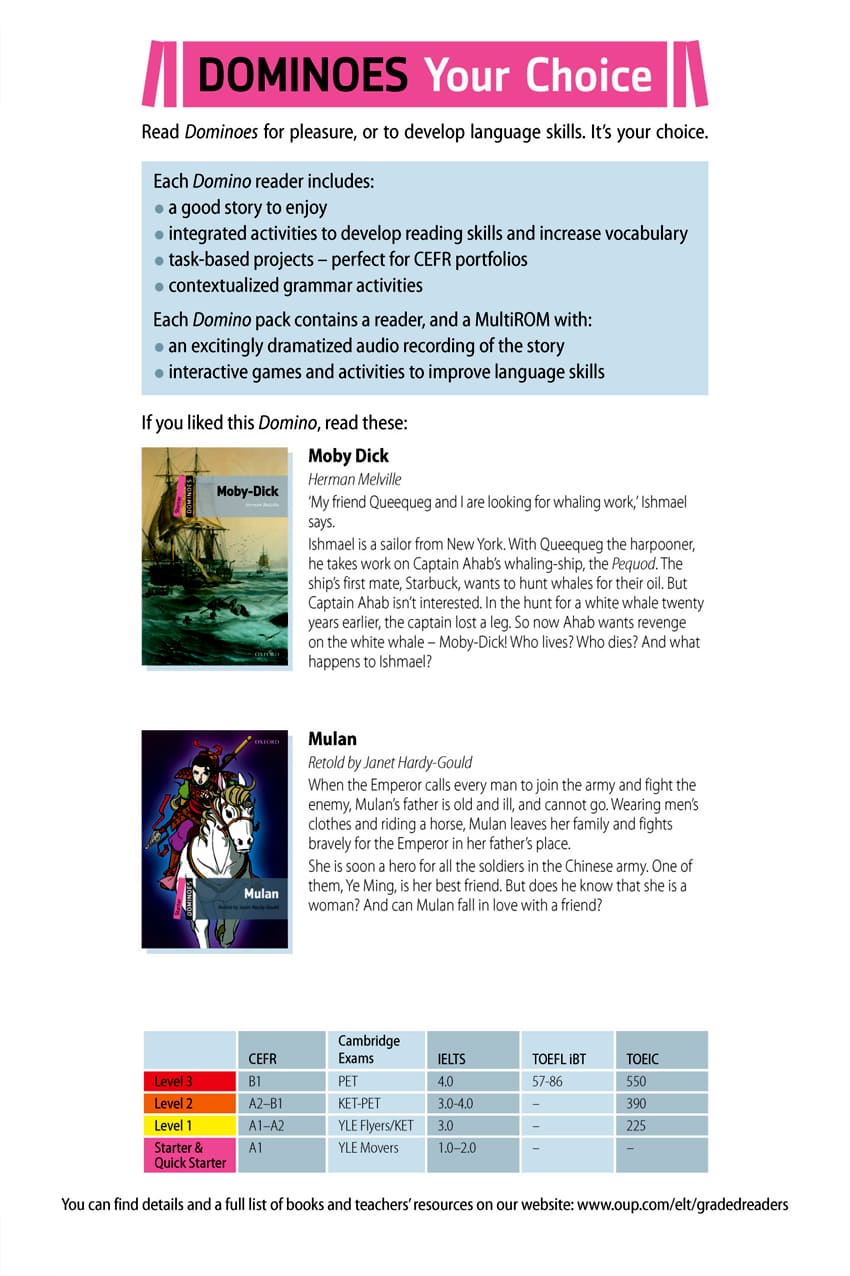 DOMINOES Your Choice
Read Dominoes for pleasure, or to develop language skills. It’s your choice.
Each Domino reader includes:
• a good story to enjoy
• integrated activities to develop reading skills and increase vocabulary
• task-based projects – perfect for CEFR portfolios
• contextualized grammar activities
Each Domino pack contains a reader, and a MultiROM with:
• an excitingly dramatized audio recording of the story
• interactive games and activities to improve language skills
If you liked this Domino, read these:
Starter
DOMINOES
Moby-Dick
Herman Melville
OXFORD
Moby Dick
Herman Melville
‘My friend Queequeg and I are looking for whaling work,’ Ishmael
says.
Ishmael is a sailor from New York. With Queequeg the harpooner,
he takes work on Captain Ahab’s whaling-ship, the Pequod. The
ship’s first mate, Starbuck, wants to hunt whales for their oil. But
Captain Ahab isn’t interested. In the hunt for a white whale twenty
years earlier, the captain lost a leg. So now Ahab wants revenge
on the white whale – Moby-Dick! Who lives? Who dies? And what
happens to Ishmael?
OXFORD
Starter
DOMINOES
Mulan
Retold by Janet Hardy-Gould
Mulan
Retold by Janet Hardy-Gould
When the Emperor calls every man to join the army and fight the
enemy, Mulan’s father is old and ill, and cannot go. Wearing men’s
clothes and riding a horse, Mulan leaves her family and fights
bravely for the Emperor in her father’s place.
She is soon a hero for all the soldiers in the Chinese army. One of
them, Ye Ming, is her best friend. But does he know that she is a
woman? And can Mulan fall in love with a friend?
CEFR Cambridge Exams IELTS TOEFL iBT TOEIC
Level 3 B1 PET 4.0 57-86 550
Level 2 A2–B1 KET-PET 3.0-4.0 – 390
Level 1 A1–A2 YLE Flyers/KET 3.0 – 225
Starter & Quick Starter A1 YLE Movers 1.0–2.0 – –
You can find details and a full list of books and teachers’ resources on our website: www.oup.com/elt/gradedreaders